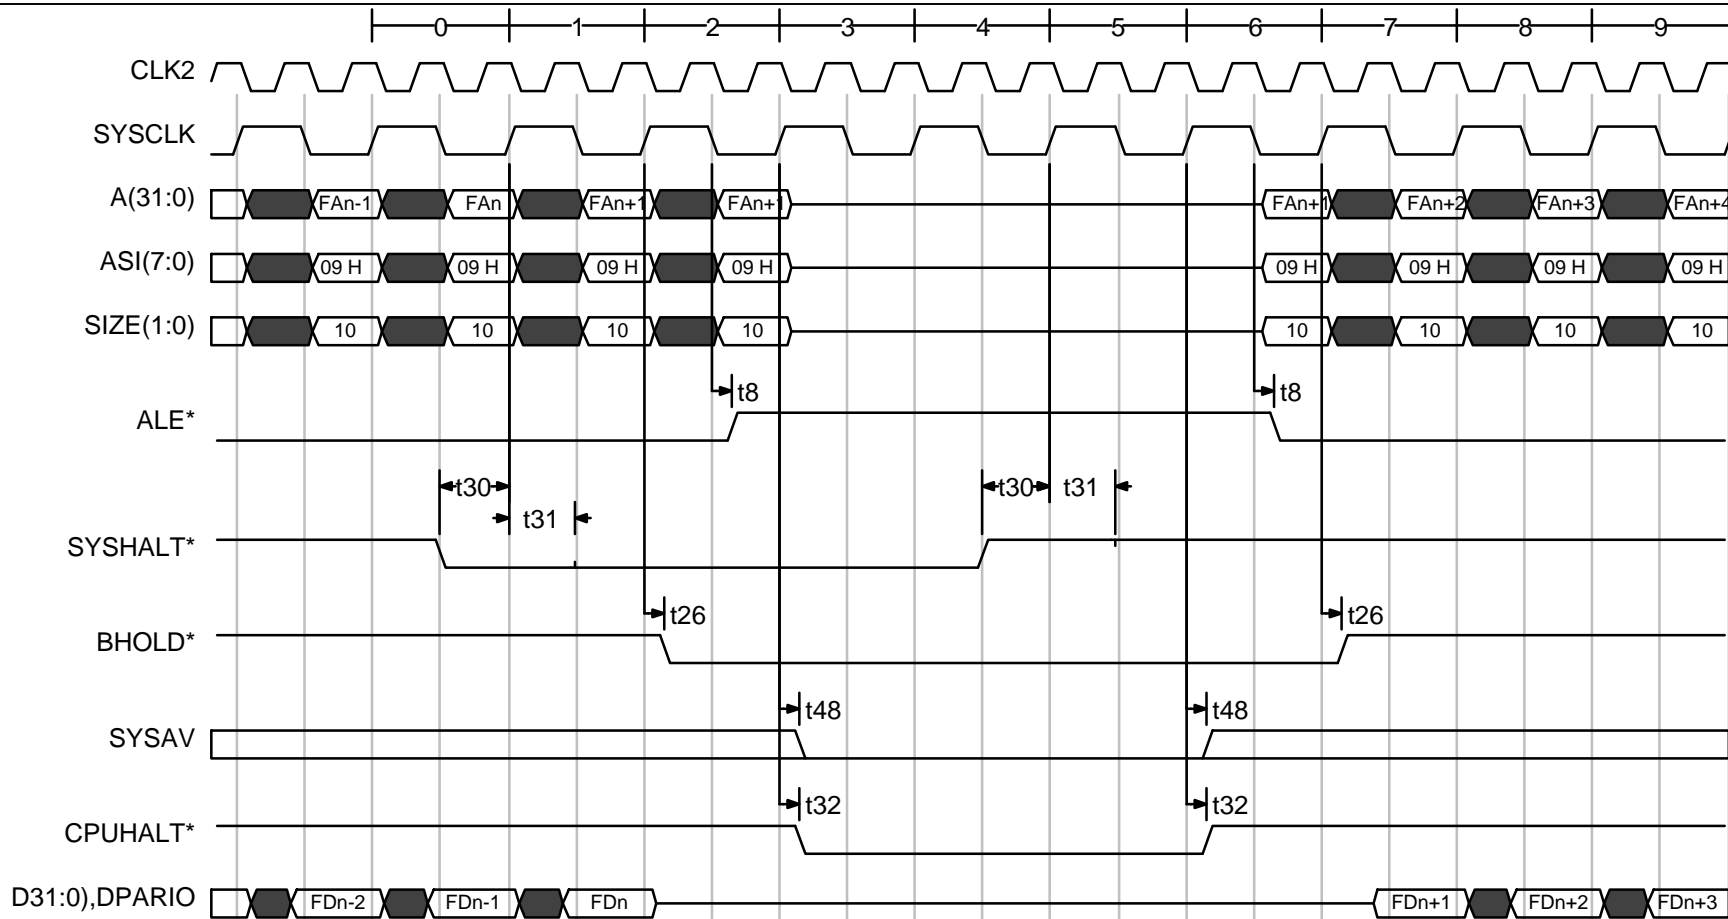 0 1 2 3 4 5 6 7 8 9
CLK2
SYSCLK
A(31:0) FAn-1 FAn FAn+1 FAn+1 FAn+1 FAn+2 FAn+3 FAn+4
ASI(7:0) 09 H 09 H 09 H 09 H 09 H 09 H 09 H 09 H
SIZE(1:0) 10 10 10 10 10 10 10 10
t8 t8
ALE*
t30 t30 t31
t31
SYSHALT*
t26 t26
BHOLD*
t48 t48
SYSAV
t32 t32
CPUHALT*
D31:0),DPARIO FDn-2 FDn-1 FDn FDn+1 FDn+2 FDn+3